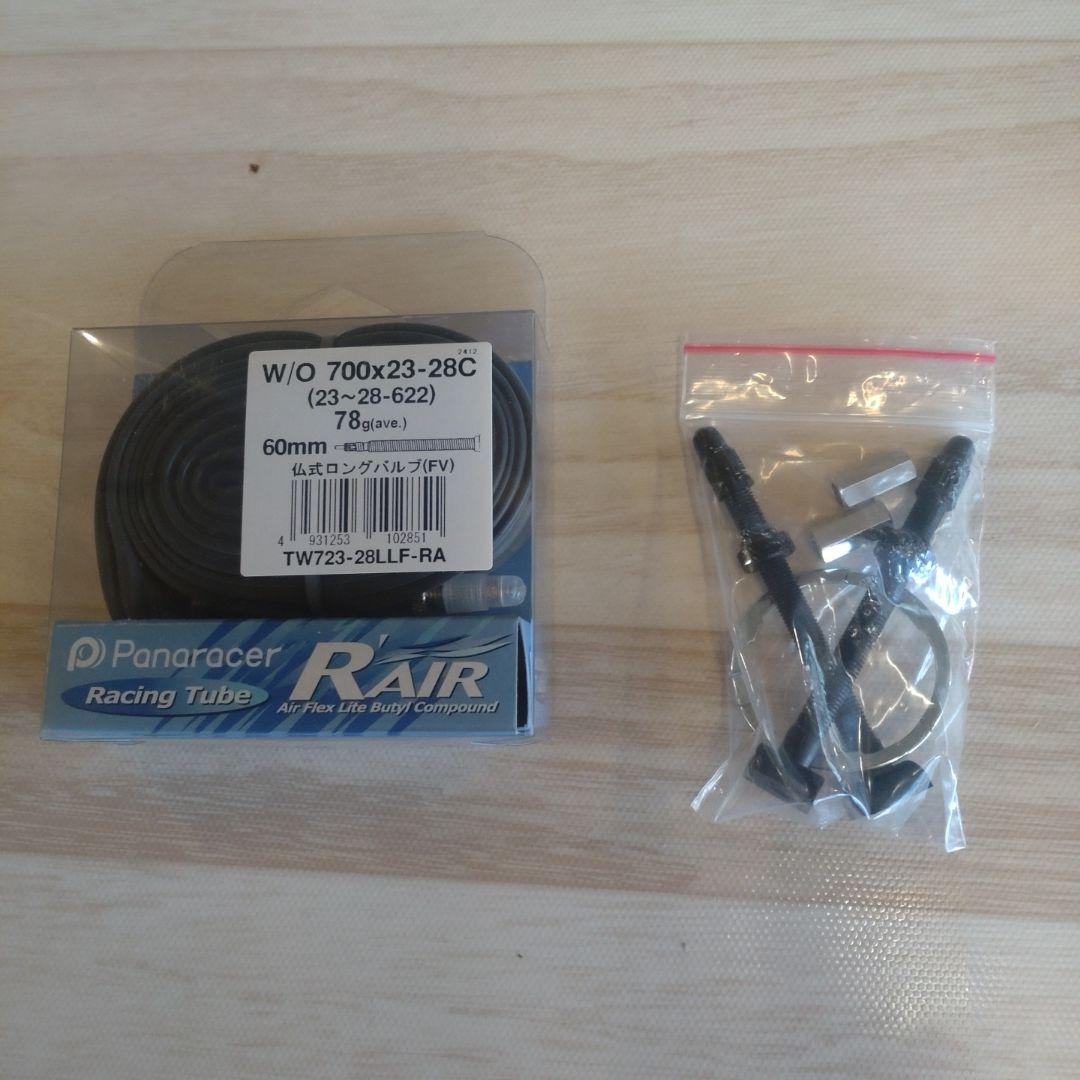 2412
W/O 700x23-28C
(23~28-622)
78g(ave.)
60mm
仏式ロングバルブ(FV)
4 931253 102851
TW723-28LLF-RA
Panaracer
Racing Tube
R'AIR
Air Flex Lite Butyl Compound